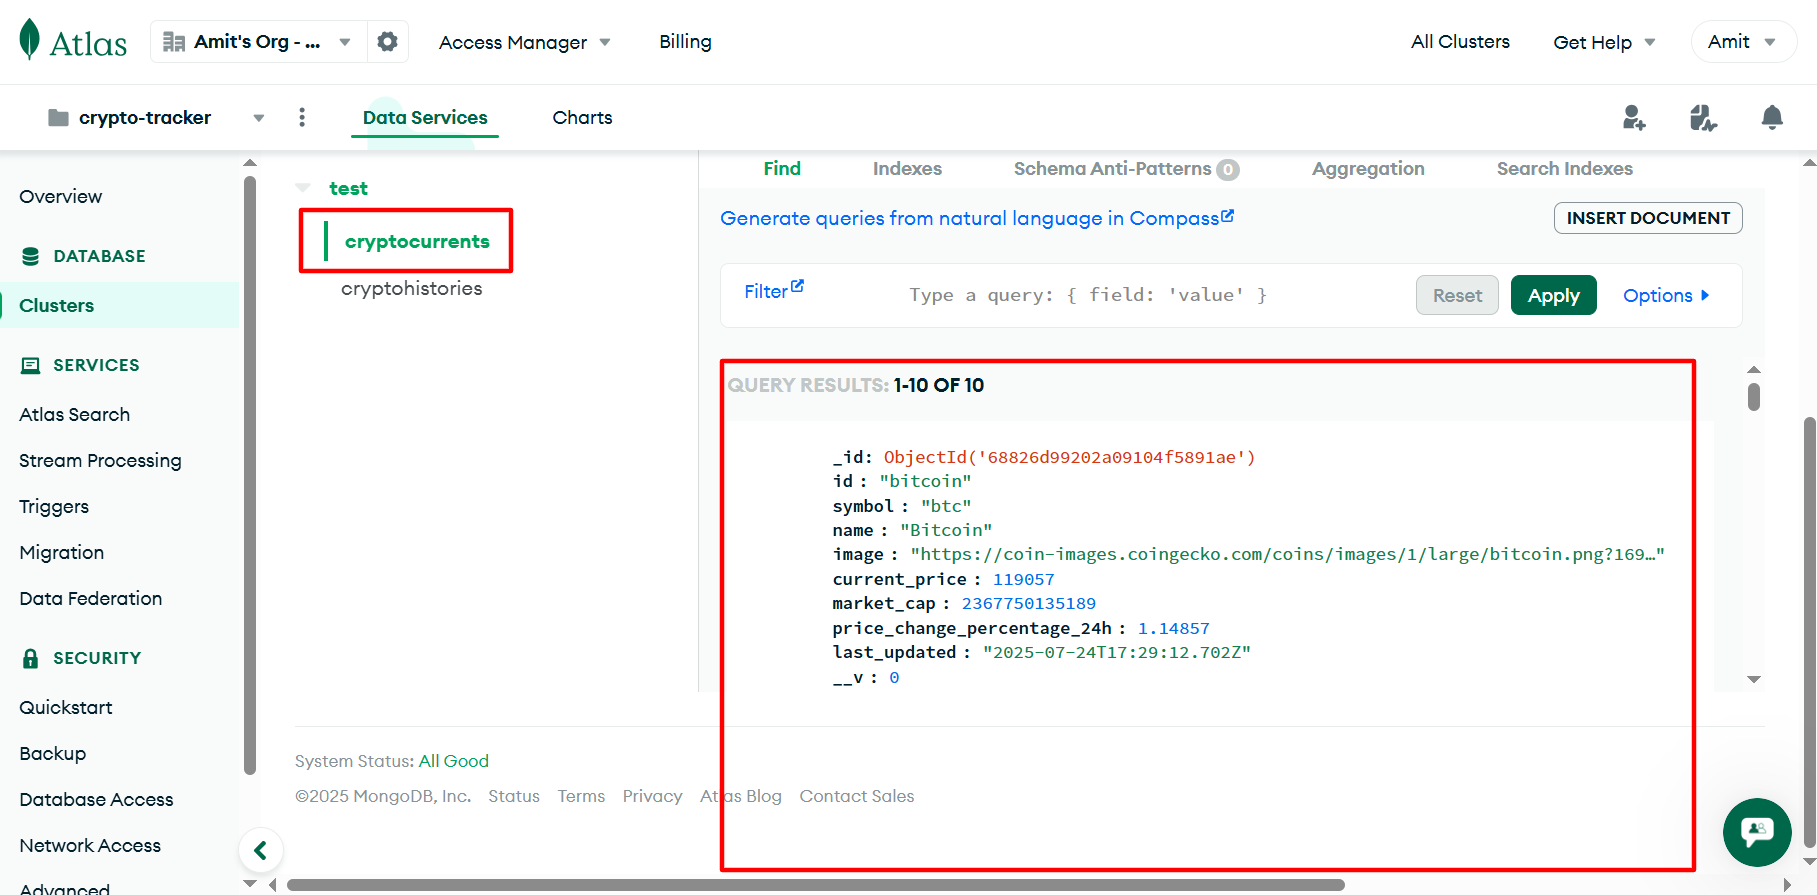 Atlas
Amit's Org - ...
Access Manager
Billing
All Clusters
Get Help
Amit
crypto-tracker
Data Services
Charts
Overview
DATABASE
Clusters
SERVICES
Atlas Search
Stream Processing
Triggers
Migration
Data Federation
SECURITY
Quickstart
Backup
Database Access
Network Access
Advanced
test
cryptocurrents
cryptohistories
Find
Indexes
Schema Anti-Patterns 0
Aggregation
Search Indexes
Generate queries from natural language in Compass
INSERT DOCUMENT
Filter
Type a query: { field: 'value' }
Reset
Apply
Options
QUERY RESULTS: 1-10 OF 10
_id: ObjectId('68826d99202a09104f5891ae')
id : "bitcoin"
symbol : "btc"
name : "Bitcoin"
image : "https://coin-images.coingecko.com/coins/images/1/large/bitcoin.png?169…"
current_price : 119057
market_cap : 2367750135189
price_change_percentage_24h : 1.14857
last_updated : "2025-07-24T17:29:12.702Z"
__v : 0
System Status: All Good
©2025 MongoDB, Inc. Status Terms Privacy Atlas Blog Contact Sales